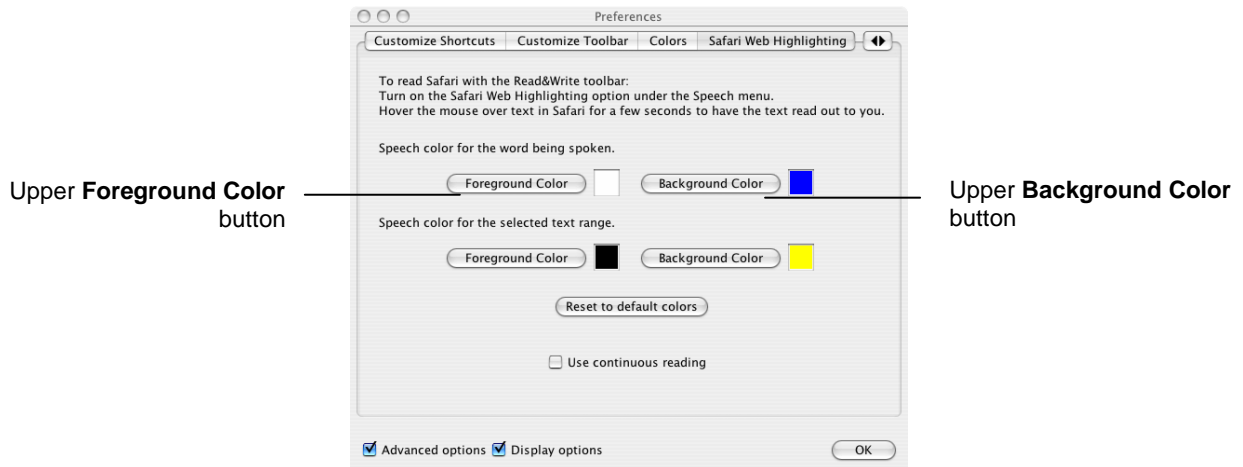 Preferences
Customize Shortcuts Customize Toolbar Colors Safari Web Highlighting
To read Safari with the Read&Write toolbar:
Turn on the Safari Web Highlighting option under the Speech menu.
Hover the mouse over text in Safari for a few seconds to have the text read out to you.
Speech color for the word being spoken.
Upper Foreground Color
button
Foreground Color Background Color
Upper Background Color
button
Speech color for the selected text range.
Foreground Color Background Color
Reset to default colors
Use continuous reading
Advanced options Display options OK